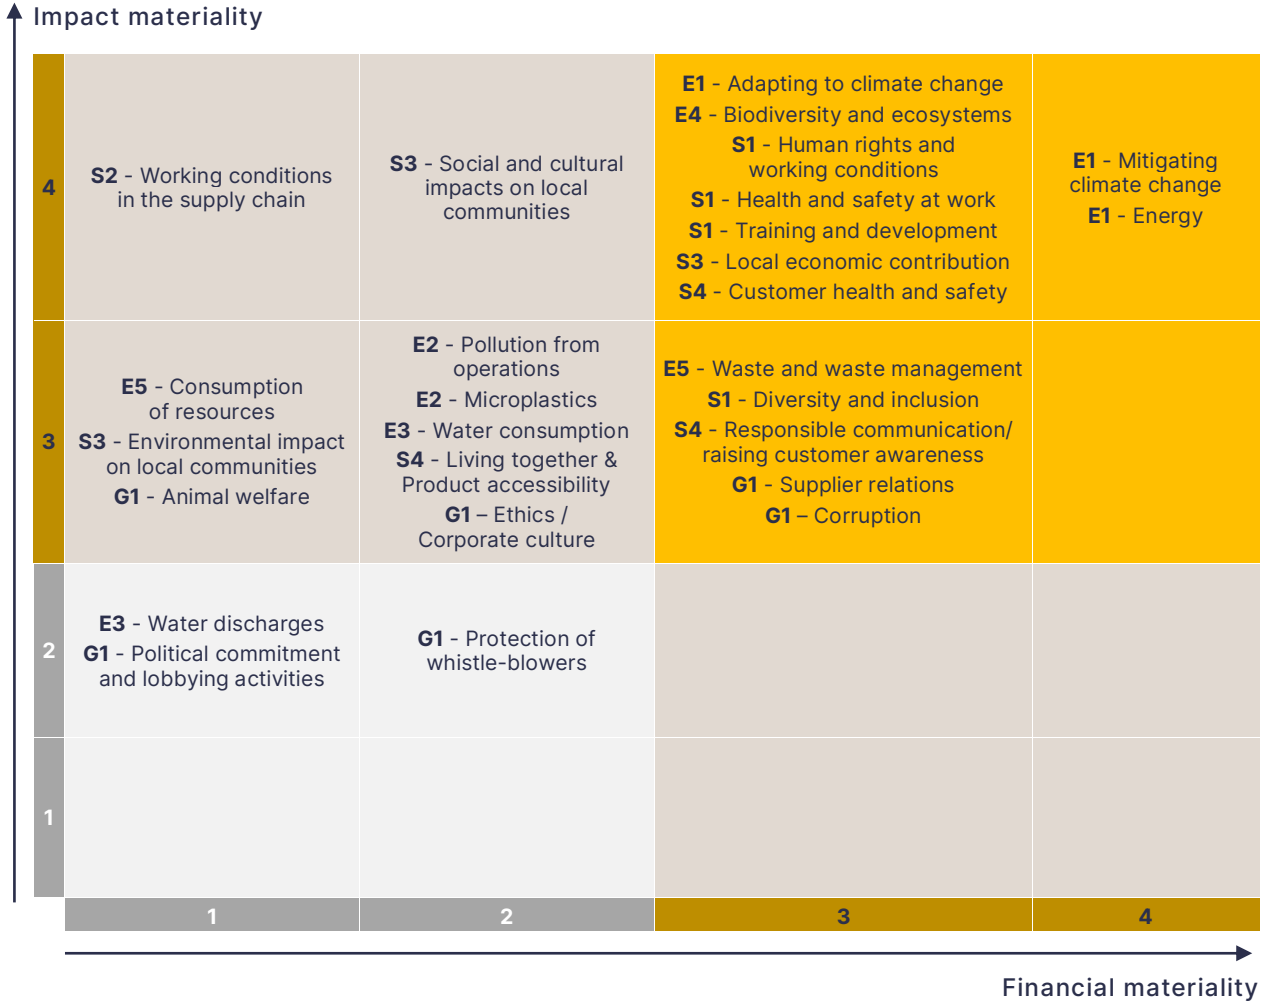 Impact materiality
4
S2 - Working conditions
in the supply chain
S3 - Social and cultural
impacts on local
communities
E1 - Adapting to climate change
E4 - Biodiversity and ecosystems
S1 - Human rights and
working conditions
S1 - Health and safety at work
S1 - Training and development
S3 - Local economic contribution
S4 - Customer health and safety
E1 - Mitigating
climate change
E1 - Energy
3
E5 - Consumption
of resources
S3 - Environmental impact
on local communities
G1 - Animal welfare
E2 - Pollution from
operations
E2 - Microplastics
E3 - Water consumption
S4 - Living together &
Product accessibility
G1 – Ethics /
Corporate culture
E5 - Waste and waste management
S1 - Diversity and inclusion
S4 - Responsible communication/
raising customer awareness
G1 - Supplier relations
G1 – Corruption
2
E3 - Water discharges
G1 - Political commitment
and lobbying activities
G1 - Protection of
whistle-blowers
1
1
2
3
4
Financial materiality